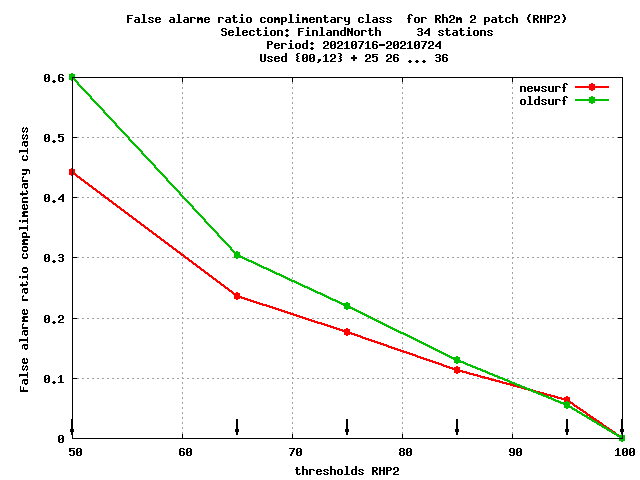 False alarme ratio complimentary class  for Rh2m 2 patch (RHP2)
Selection: FinlandNorth     34 stations
Period: 20210716-20210724
Used {00,12} + 25 26 ... 36
newsurf
oldsurf
False alarme ratio complimentary class
0.6
0.5
0.4
0.3
0.2
0.1
0
50 60 70 80 90 100
thresholds RHP2